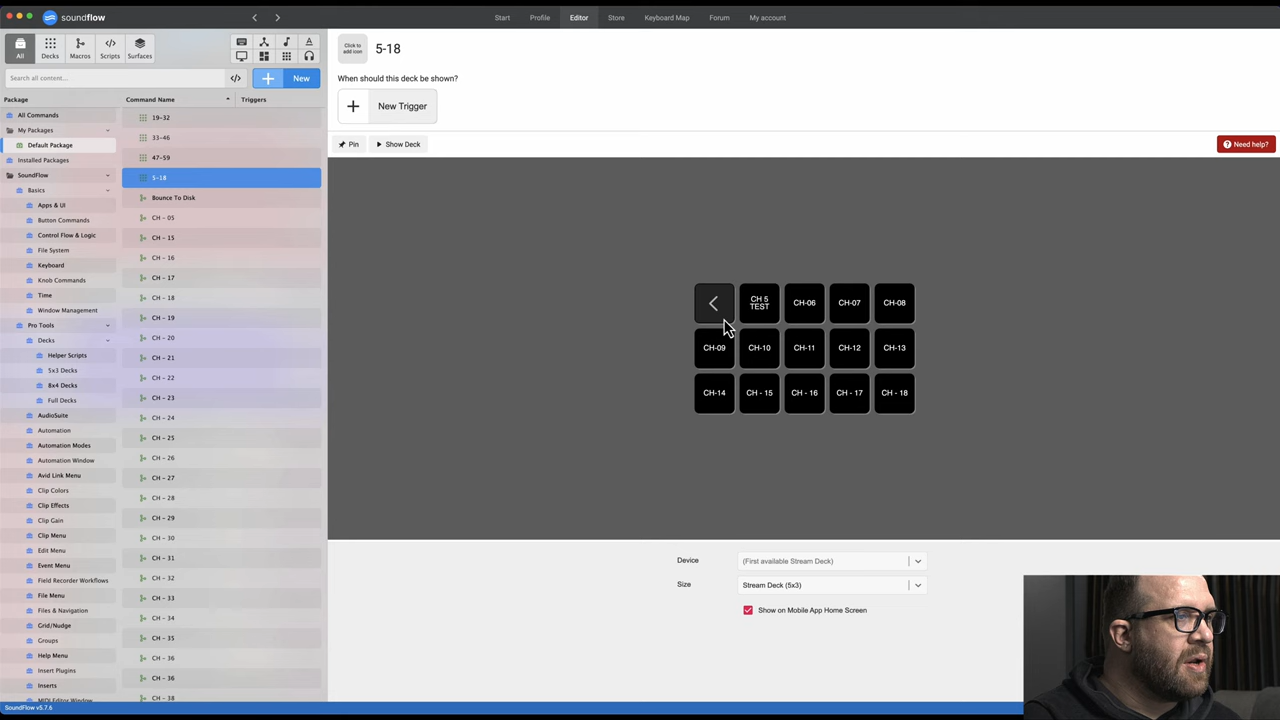 soundflow
Start Profile Editor Store Keyboard Map Forum My account
All Decks Macros </> Scripts Surfaces A
Click to add icon
5-18
Search all content... </> + New
When should this deck be shown?
+ New Trigger
Package
Command Name
Triggers
Pin Show Deck
? Need help?
All Commands
My Packages
Default Package
Installed Packages
SoundFlow
Basics
Apps & UI
Button Commands
Control Flow & Logic
File System
Keyboard
Knob Commands
Time
Window Management
Pro Tools
Decks
Helper Scripts
5x3 Decks
8x4 Decks
Full Decks
AudioSuite
Automation
Automation Modes
Automation Window
Avid Link Menu
Clip Colors
Clip Effects
Clip Gain
Clip Menu
Edit Menu
Event Menu
Field Recorder Workflows
File Menu
Files & Navigation
Grid/Nudge
Groups
Help Menu
Insert Plugins
Inserts
MIDI Editor Window
19-32
33-46
47-59
5-18
Bounce To Disk
CH - 05
CH - 15
CH - 16
CH - 17
CH - 18
CH - 19
CH - 20
CH - 21
CH - 22
CH - 23
CH - 24
CH - 25
CH - 26
CH - 27
CH - 28
CH - 29
CH - 30
CH - 31
CH - 32
CH - 33
CH - 34
CH - 35
CH - 36
CH - 36
CH - 38
CH 5
TEST
CH-06
CH-07
CH-08
CH-09
CH-10
CH-11
CH-12
CH-13
CH-14
CH - 15
CH - 16
CH - 17
CH - 18
Device (First available Stream Deck)
Size Stream Deck (5x3)
Show on Mobile App Home Screen
SoundFlow v5.7.6